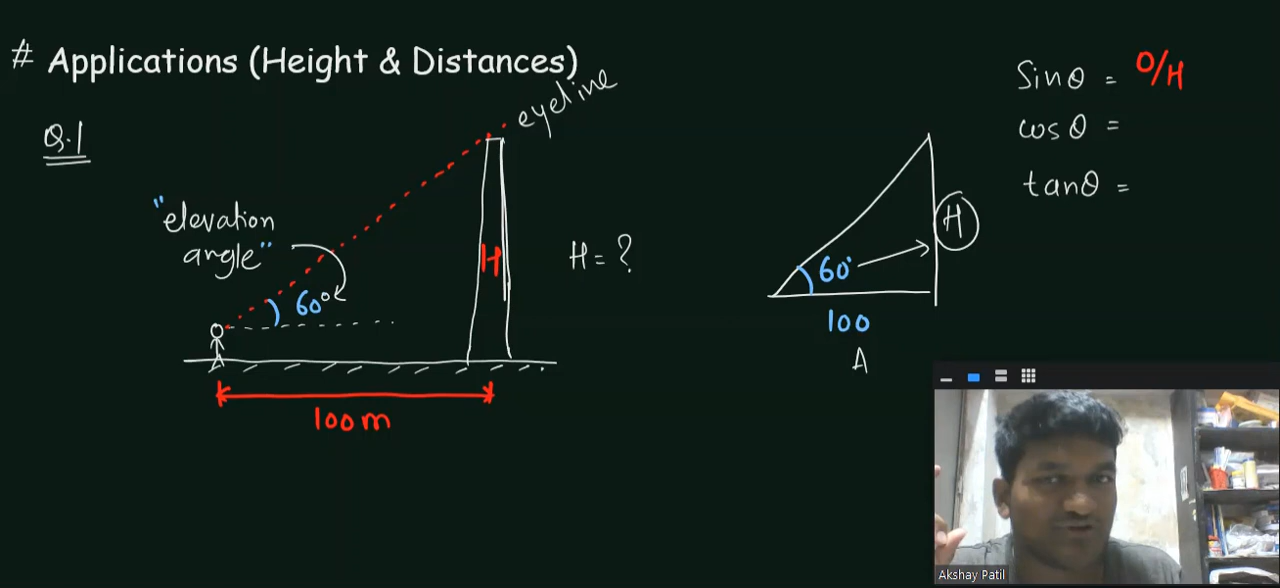 # Applications (Height & Distances)
Q.1
eyeline
"elevation
angle"
60°
H
H = ?
100 m
60°
H
100
A
Sinθ = O/H
cosθ =
tanθ =
Akshay Patil